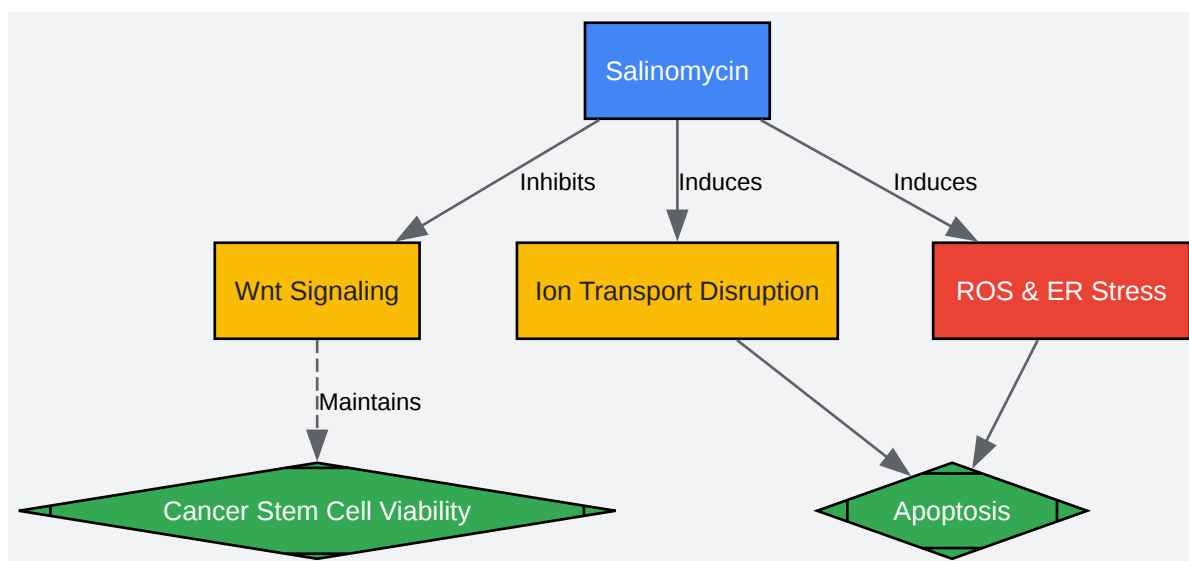 Salinomycin
Inhibits
Induces
Induces
Wnt Signaling
Ion Transport Disruption
ROS & ER Stress
Maintains
Cancer Stem Cell Viability
Apoptosis